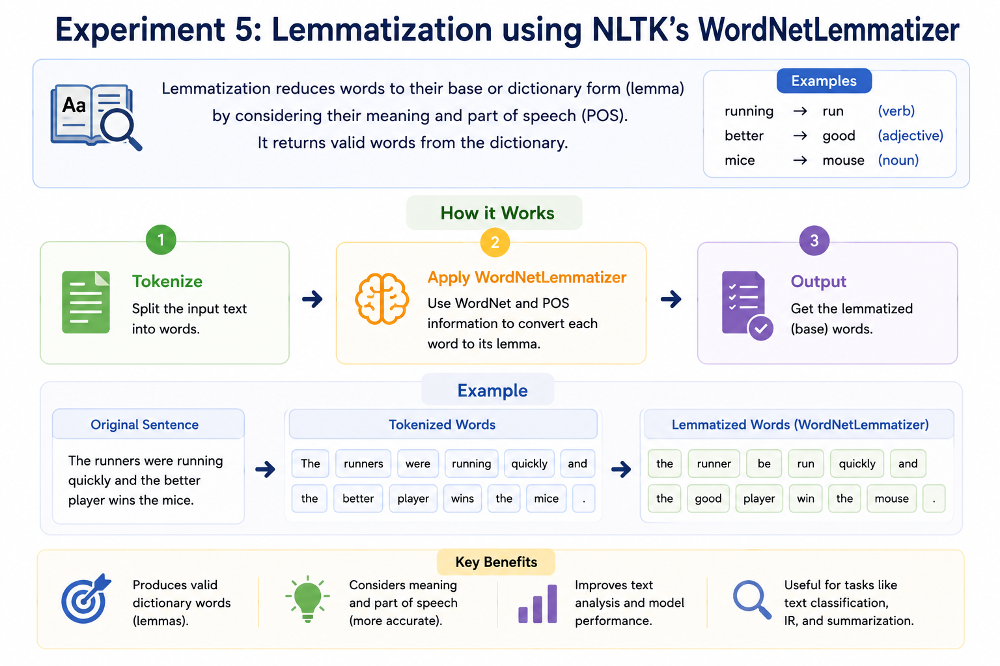 Experiment 5: Lemmatization using NLTK's WordNetLemmatizer
Aa
Lemmatization reduces words to their base or dictionary form (lemma)
by considering their meaning and part of speech (POS).
It returns valid words from the dictionary.
Examples
running → run (verb)
better → good (adjective)
mice → mouse (noun)
How it Works
1
Tokenize
Split the input text
into words.
2
Apply WordNetLemmatizer
Use WordNet and POS
information to convert each
word to its lemma.
3
Output
Get the lemmatized
(base) words.
Example
Original Sentence
The runners were running
quickly and the better
player wins the mice.
Tokenized Words
The runners were running quickly and
the better player wins the mice .
Lemmatized Words (WordNetLemmatizer)
the runner be run quickly and
the good player win the mouse .
Key Benefits
Produces valid
dictionary words
(lemmas).
Considers meaning
and part of speech
(more accurate).
Improves text
analysis and model
performance.
Useful for tasks like
text classification,
IR, and summarization.